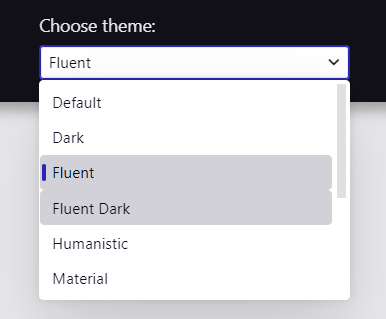 Choose theme:
Fluent
Default
Dark
Fluent
Fluent Dark
Humanistic
Material